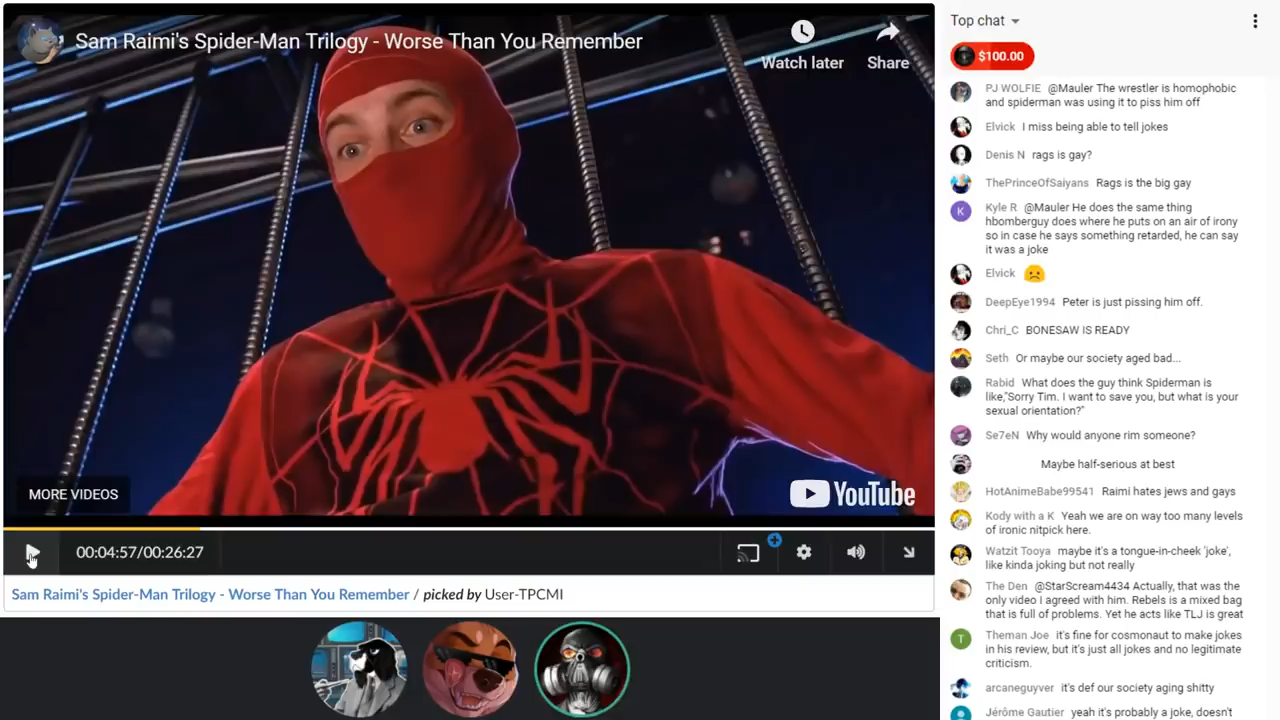 Sam Raimi's Spider-Man Trilogy - Worse Than You Remember
Watch later
Share
MORE VIDEOS
YouTube
00:04:57/00:26:27
Sam Raimi's Spider-Man Trilogy - Worse Than You Remember / picked by User-TPCMI
Top chat
$100.00
PJ WOLFIE @Mauler The wrestler is homophobic
and spiderman was using it to piss him off
Elvick I miss being able to tell jokes
Denis N rags is gay?
ThePrinceOfSaiyans Rags is the big gay
K
Kyle R @Mauler He does the same thing
hbomberguy does where he puts on an air of irony
so in case he says something retarded, he can say
it was a joke
Elvick
DeepEye1994 Peter is just pissing him off.
Chri_C BONESAW IS READY
Seth Or maybe our society aged bad...
Rabid What does the guy think Spiderman is
like,"Sorry Tim. I want to save you, but what is your
sexual orientation?"
Se7eN Why would anyone rim someone?
Maybe half-serious at best
HotAnimeBabe99541 Raimi hates jews and gays
Kody with a K Yeah we are on way too many levels
of ironic nitpick here.
Watzit Tooya maybe it's a tongue-in-cheek 'joke',
like kinda joking but not really
The Den @StarScream4434 Actually, that was the
only video I agreed with him. Rebels is a mixed bag
that is full of problems. Yet he acts like TLJ is great
T
Theman Joe it's fine for cosmonaut to make jokes
in his review, but it's just all jokes and no legitimate
criticism.
arcaneguyver it's def our society aging shitty
Jérôme Gautier yeah it's probably a joke, doesn't